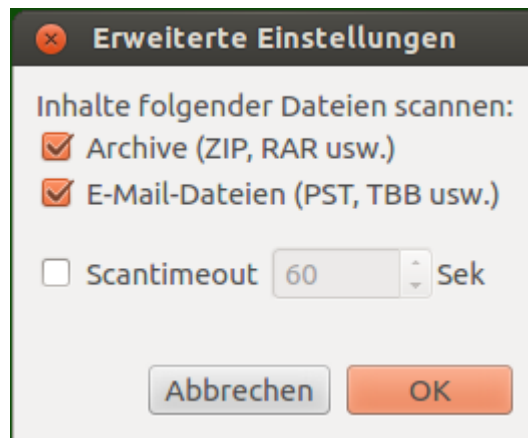 Erweiterte Einstellungen
Inhalte folgender Dateien scannen:
Archive (ZIP, RAR usw.)
E-Mail-Dateien (PST, TBB usw.)
Scantimeout 60 Sek
Abbrechen OK